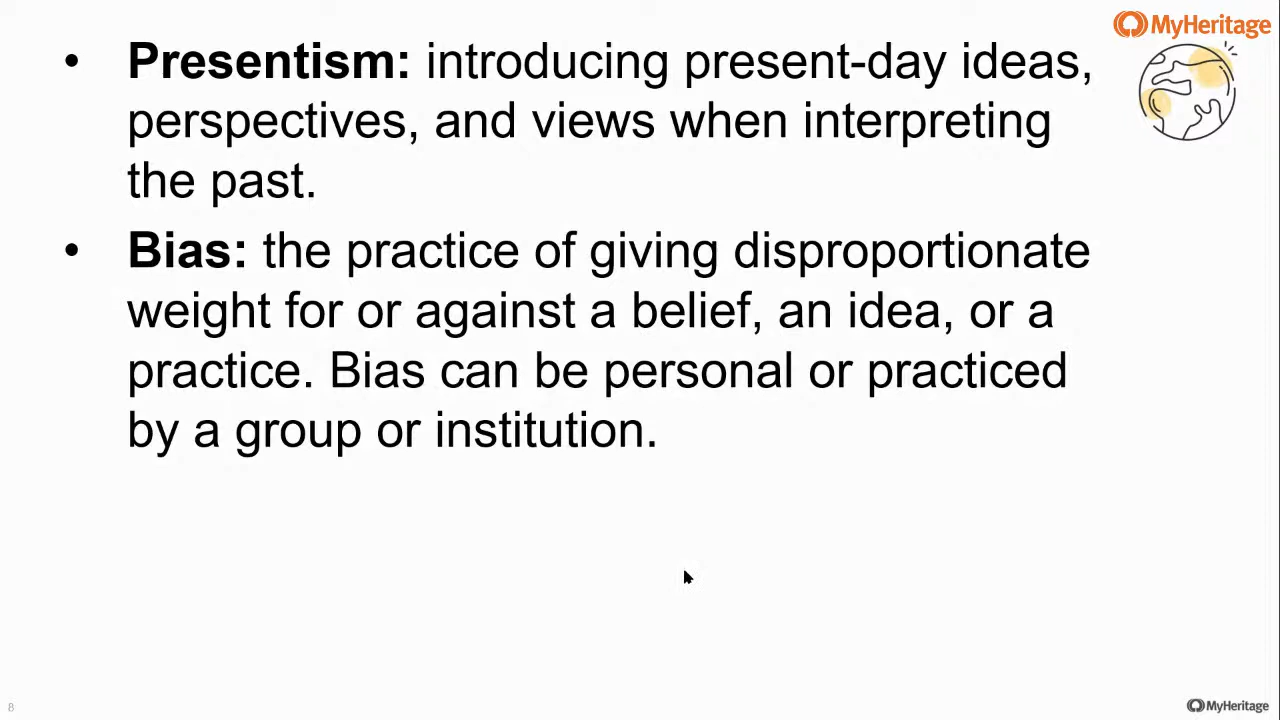 MyHeritage
• Presentism: introducing present-day ideas,
perspectives, and views when interpreting
the past.
• Bias: the practice of giving disproportionate
weight for or against a belief, an idea, or a
practice. Bias can be personal or practiced
by a group or institution.
8
MyHeritage